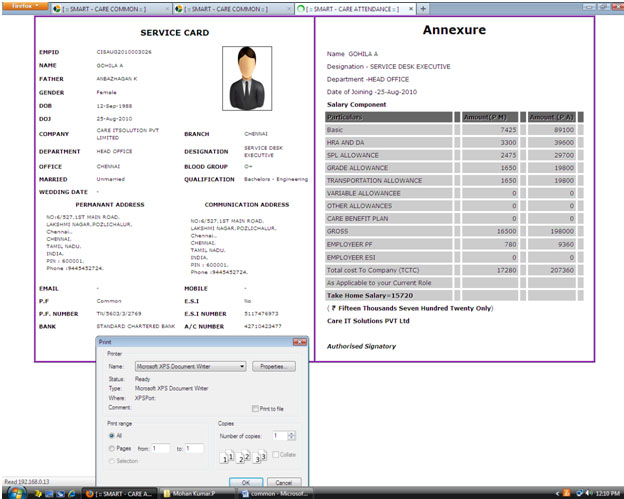 firefox
[ :: SMART - CARE COMMON :: ]
[ :: SMART - CARE COMMON :: ]
[ :: SMART - CARE ATTENDANCE :: ]
SERVICE CARD
EMPID CISAUG2010003026
NAME GOHILA A
FATHER ANBAZHAGAN K
GENDER Female
DOB 12-Sep-1988
DOJ 25-Aug-2010
COMPANY CARE ITSOLUTION PVT LIMITED BRANCH CHENNAI
DEPARTMENT HEAD OFFICE DESIGNATION SERVICE DESK EXECUTIVE
OFFICE CHENNAI BLOOD GROUP O+
MARRIED Unmarried QUALIFICATION Bachelors - Engineering
WEDDING DATE -
PERMANANT ADDRESS COMMUNICATION ADDRESS
NO:6/527,1ST MAIN ROAD, NO:6/527,1ST MAIN ROAD,
LAKSHMI NAGAR,POZLICHALUR, LAKSHMI NAGAR,POZLICHALUR,
Chennai., Chennai.,
CHENNAI, CHENNAI,
TAMIL NADU, TAMIL NADU,
INDIA. INDIA.
PIN : 600001. PIN : 600001.
Phone :9445452724. Phone :9445452724.
EMAIL - MOBILE -
P.F Common E.S.I No
P.F. NUMBER TN/5603/3/2769 E.S.I NUMBER 5117476973
BANK STANDARD CHARTERED BANK A/C NUMBER 42710423477
Annexure
Name GOHILA A
Designation - SERVICE DESK EXECUTIVE
Department -HEAD OFFICE
Date of Joining -25-Aug-2010
Salary Component
Particulars Amount(P M) Amount (P A)
Basic 7425 89100
HRA AND DA 3300 39600
SPL ALLOWANCE 2475 29700
GRADE ALLOWANCE 1650 19800
TRANSPORTATION ALLOWANCE 1650 19800
VARIABLE ALLOWANCEE 0 0
OTHER ALLOWANCES 0 0
CARE BENEFIT PLAN 0 0
GROSS 16500 198000
EMPLOYEER PF 780 9360
EMPLOYEER ESI 0 0
Total cost To Company (TCTC) 17280 207360
As Applicable to your Current Role
Take Home Salary=15720
( ₹ Fifteen Thousands Seven Hundred Twenty Only)
Care IT Solutions PVT Ltd
Authorised Signatory
Print
Printer
Name: Microsoft XPS Document Writer Properties...
Status: Ready
Type: Microsoft XPS Document Writer
Where: XPSPort:
Comment: Print to file
Print range Copies
All Number of copies: 1
Pages from: 1 to: 1
Selection 1 1 2 2 3 3 Collate
OK Cancel
Read 192.168.0.13
[ :: SMART - CARE A...
Mohan Kumar.P
common - Microsof...
12:10 PM